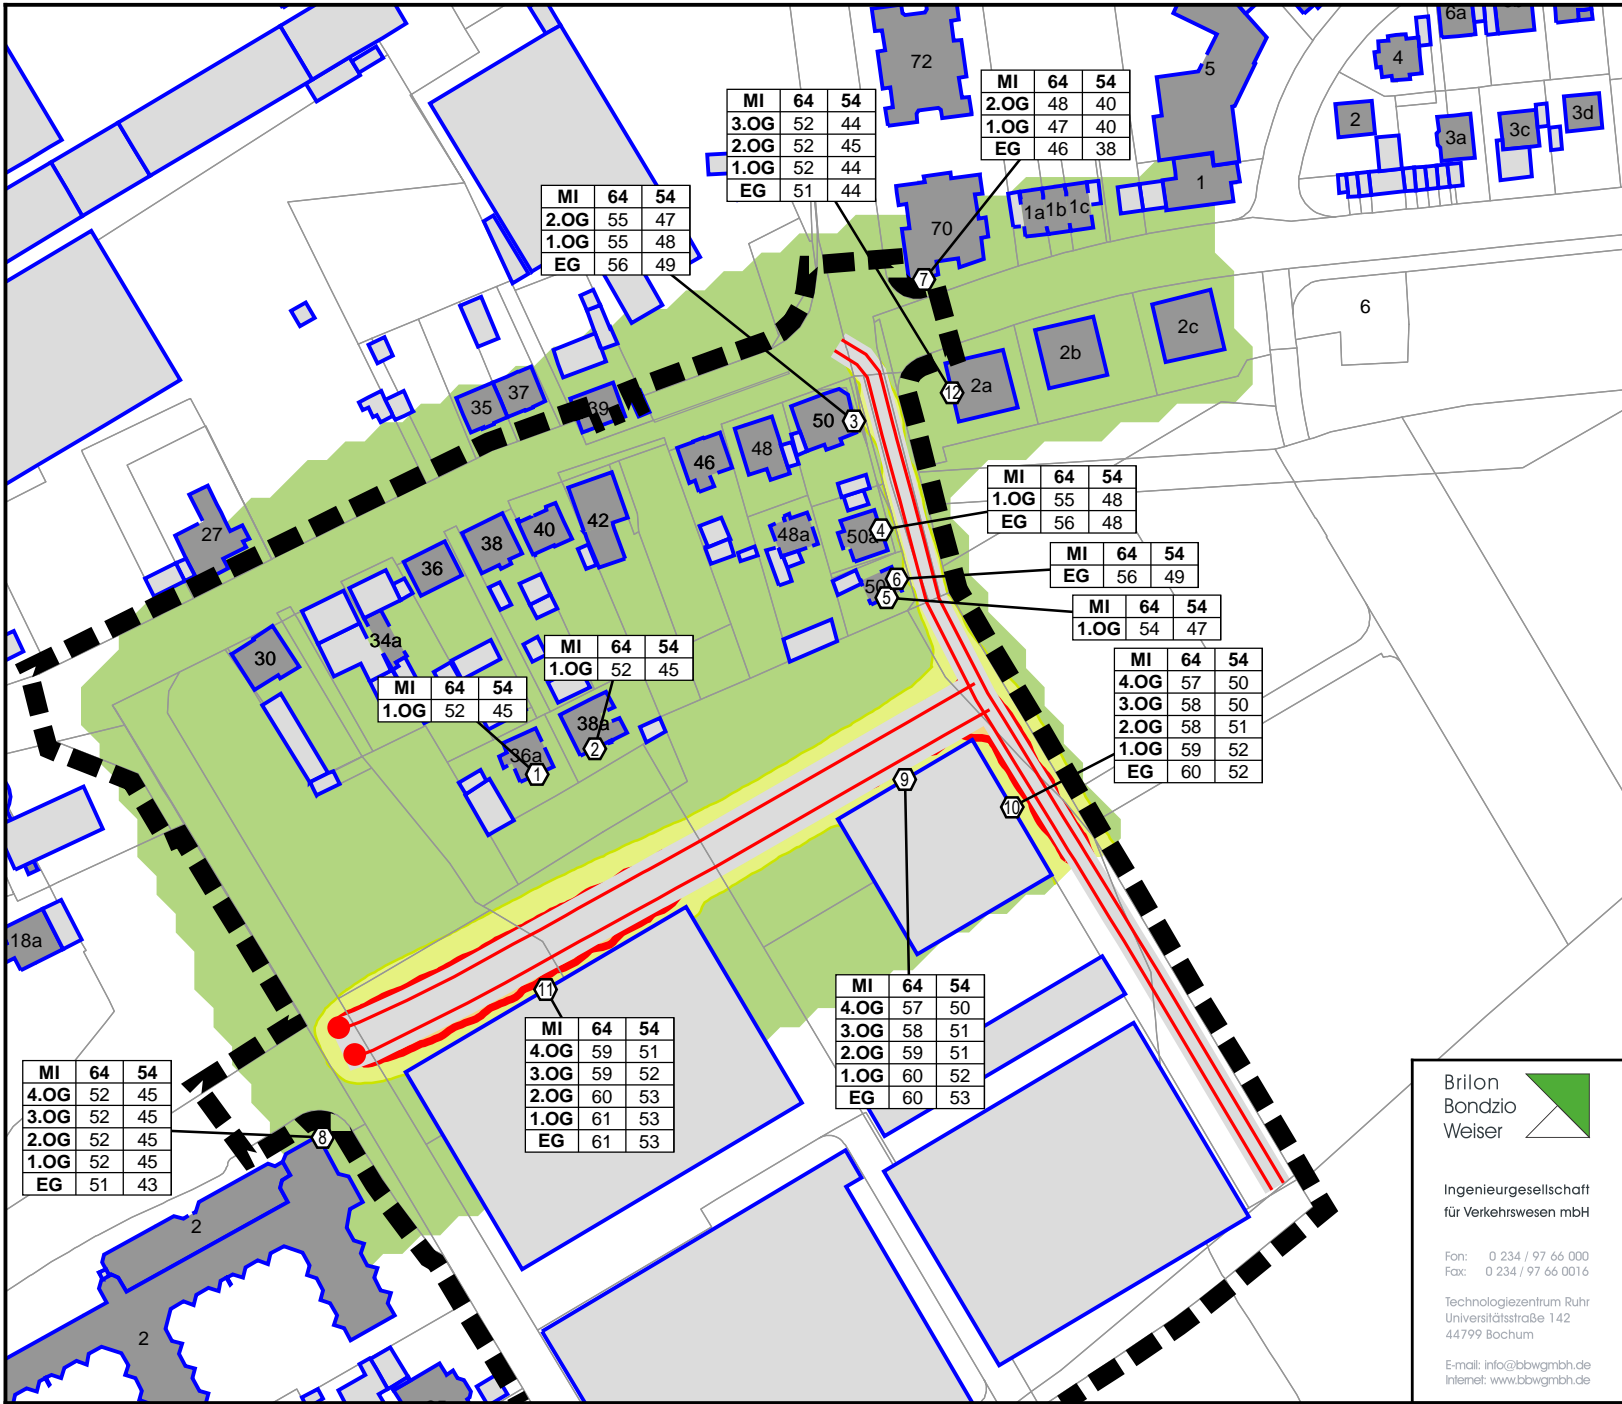 6a
72
5
4
MI 64 54
2.OG 48 40
1.OG 47 40
EG 46 38
MI 64 54
3.OG 52 44
2.OG 52 45
1.OG 52 44
EG 51 44
2
3a
3c
3d
MI 64 54
2.OG 55 47
1.OG 55 48
EG 56 49
70
1a
1b
1c
1
7
6
2a
2b
2c
12
35
37
39
50
3
46
48
MI 64 54
1.OG 55 48
EG 56 48
27
36
38
40
42
48a
50a
4
MI 64 54
EG 56 49
50
6
5
MI 64 54
1.OG 54 47
30
34a
MI 64 54
1.OG 52 45
MI 64 54
1.OG 52 45
MI 64 54
4.OG 57 50
3.OG 58 50
2.OG 58 51
1.OG 59 52
EG 60 52
36a
1
38a
2
9
10
18a
11
MI 64 54
4.OG 57 50
3.OG 58 51
2.OG 59 51
1.OG 60 52
EG 60 53
MI 64 54
4.OG 59 51
3.OG 59 52
2.OG 60 53
1.OG 61 53
EG 61 53
MI 64 54
4.OG 52 45
3.OG 52 45
2.OG 52 45
1.OG 52 45
EG 51 43
8
2
2
Brilon
Bondzio
Weiser
Ingenieurgesellschaft
für Verkehrswesen mbH
Fon: 0 234 / 97 66 000
Fax: 0 234 / 97 66 0016
Technologiezentrum Ruhr
Universitätsstraße 142
44799 Bochum
E-mail: info@bbwgmbh.de
Internet: www.bbwgmbh.de